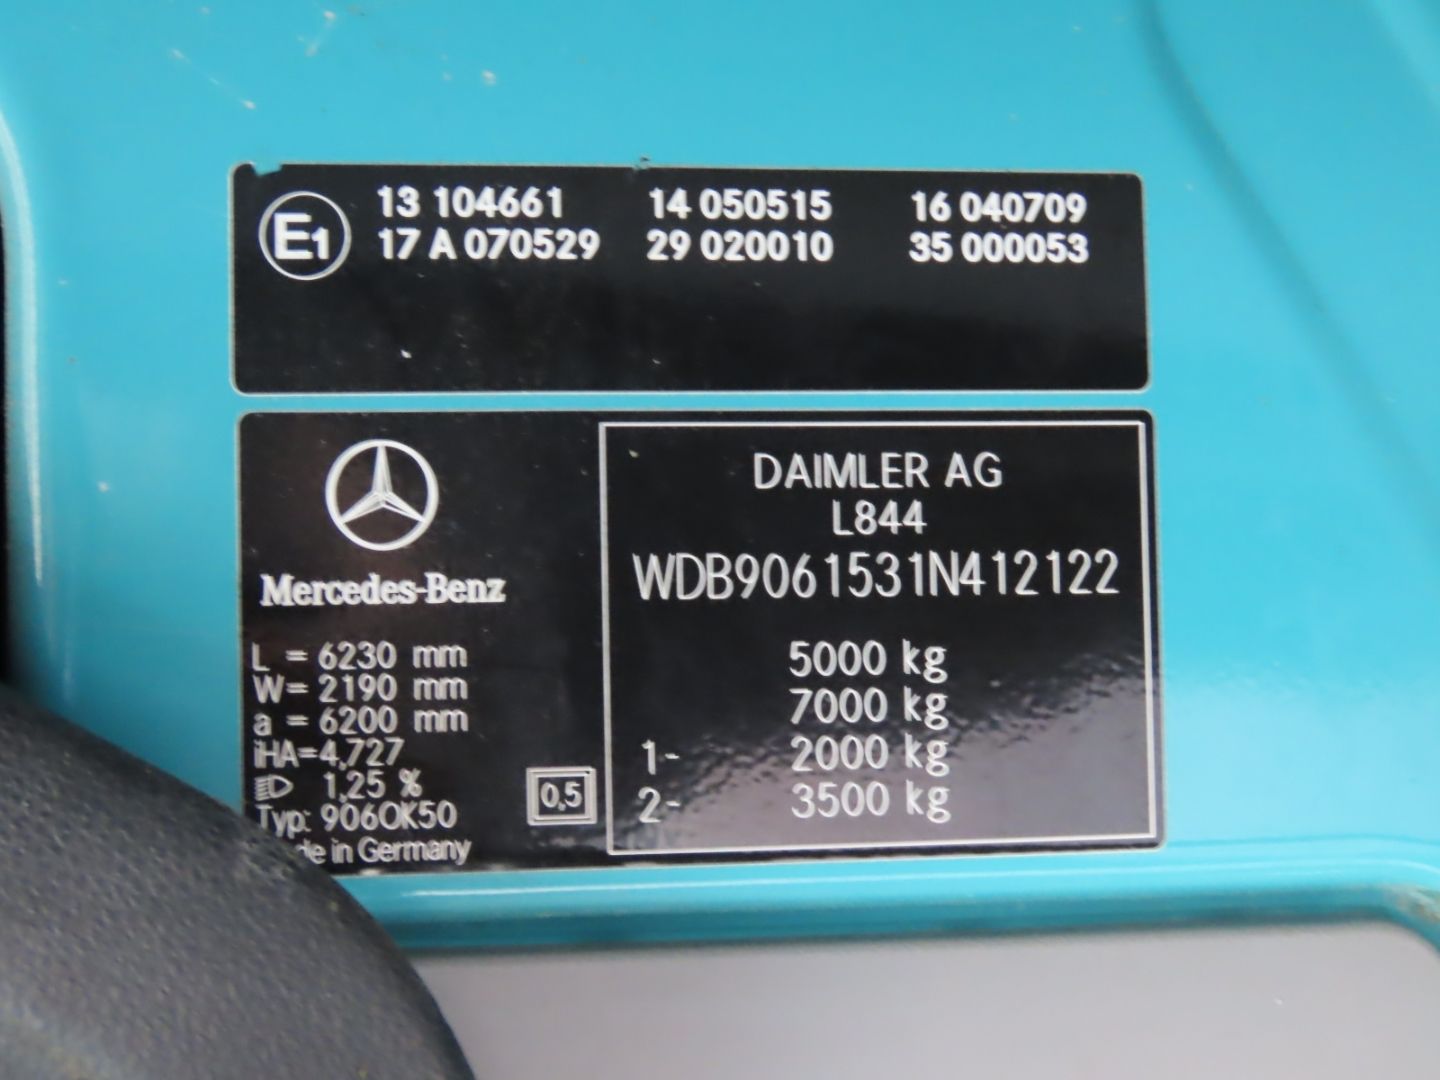 E1
13 104661 14 050515 16 040709
17 A 070529 29 020010 35 000053
Mercedes-Benz
L = 6230 mm
W= 2190 mm
a = 6200 mm
iHA=4,727
1,25 %
Typ: 906OK50
in Germany
0,5
DAIMLER AG
L844
WDB9061531N412122
5000 kg
7000 kg
1- 2000 kg
2- 3500 kg